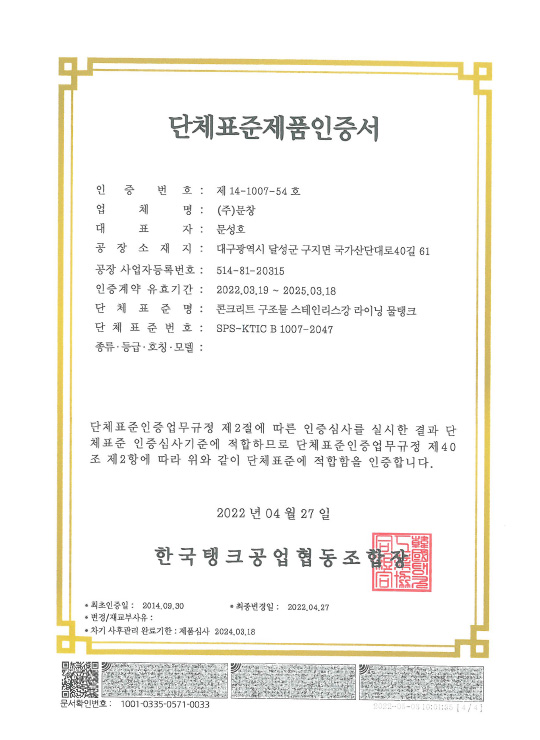 단체표준제품인증서
인 증 번 호 : 제 14-1007-54 호
업 체 명 : (주)문창
대 표 자 : 문성호
공 장 소 재 지 : 대구광역시 달성군 구지면 국가산단대로40길 61
공장 사업자등록번호 : 514-81-20315
인증계약 유효기간 : 2022.03.19 ~ 2025.03.18
단 체 표 준 명 : 콘크리트 구조물 스테인리스강 라이닝 물탱크
단 체 표 준 번 호 : SPS-KTIC B 1007-2047
종류·등급·호칭·모델 :
단체표준인증업무규정 제2절에 따른 인증심사를 실시한 결과 단
체표준 인증심사기준에 적합하므로 단체표준인증업무규정 제40
조 제2항에 따라 위와 같이 단체표준에 적합함을 인증합니다.
2022 년 04 월 27 일
한국탱크공업협동조합장
* 최초인증일 : 2014.09.30 * 최종변경일 : 2022.04.27
* 변경/재교부사유 :
* 차기 사후관리 완료기한 : 제품심사 2024.03.18
문서확인번호 : 1001-0335-0571-0033